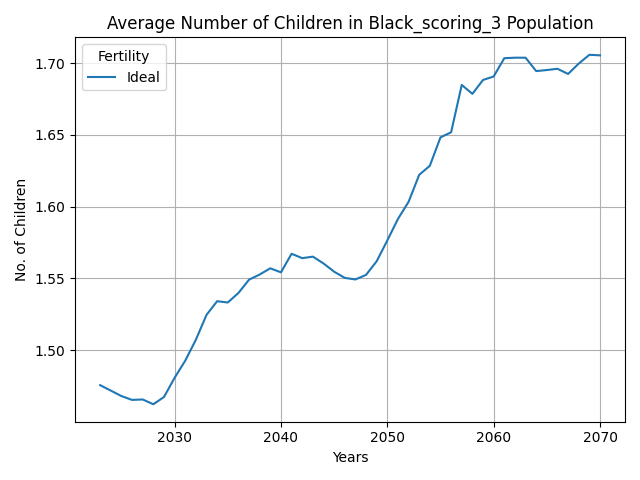 Average Number of Children in Black_scoring_3 Population
Fertility
Ideal
No. of Children
1.70
1.65
1.60
1.55
1.50
2030 2040 2050 2060 2070
Years